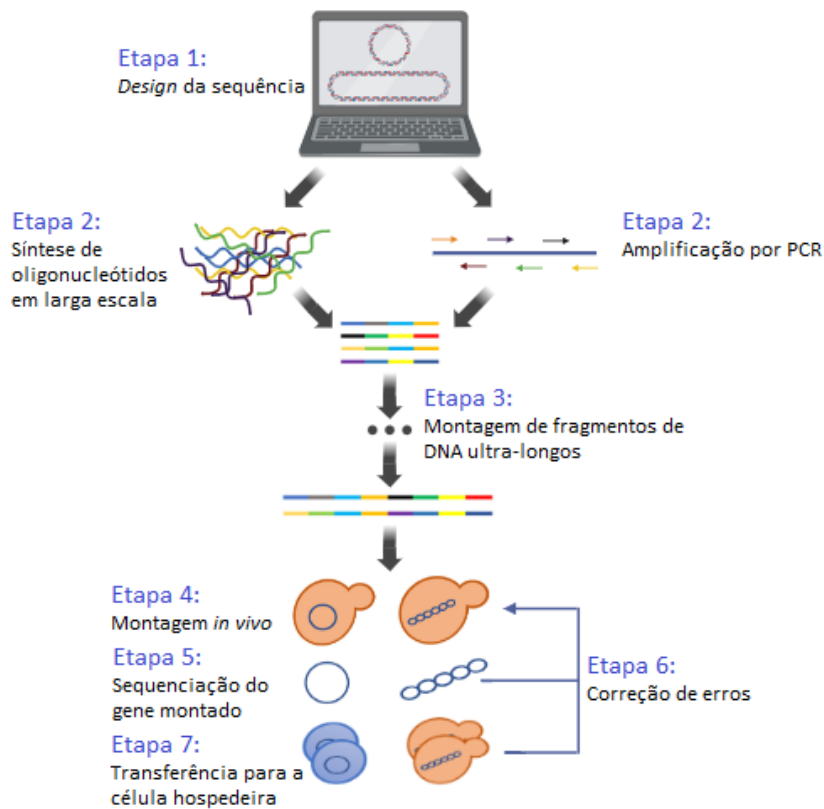 Etapa 1:
Design da sequência
Etapa 2:
Síntese de
oligonucleótidos
em larga escala
Etapa 2:
Amplificação por PCR
Etapa 3:
Montagem de fragmentos de
DNA ultra-longos
Etapa 4:
Montagem in vivo
Etapa 5:
Sequenciação do
gene montado
Etapa 6:
Correção de erros
Etapa 7:
Transferência para a
célula hospedeira